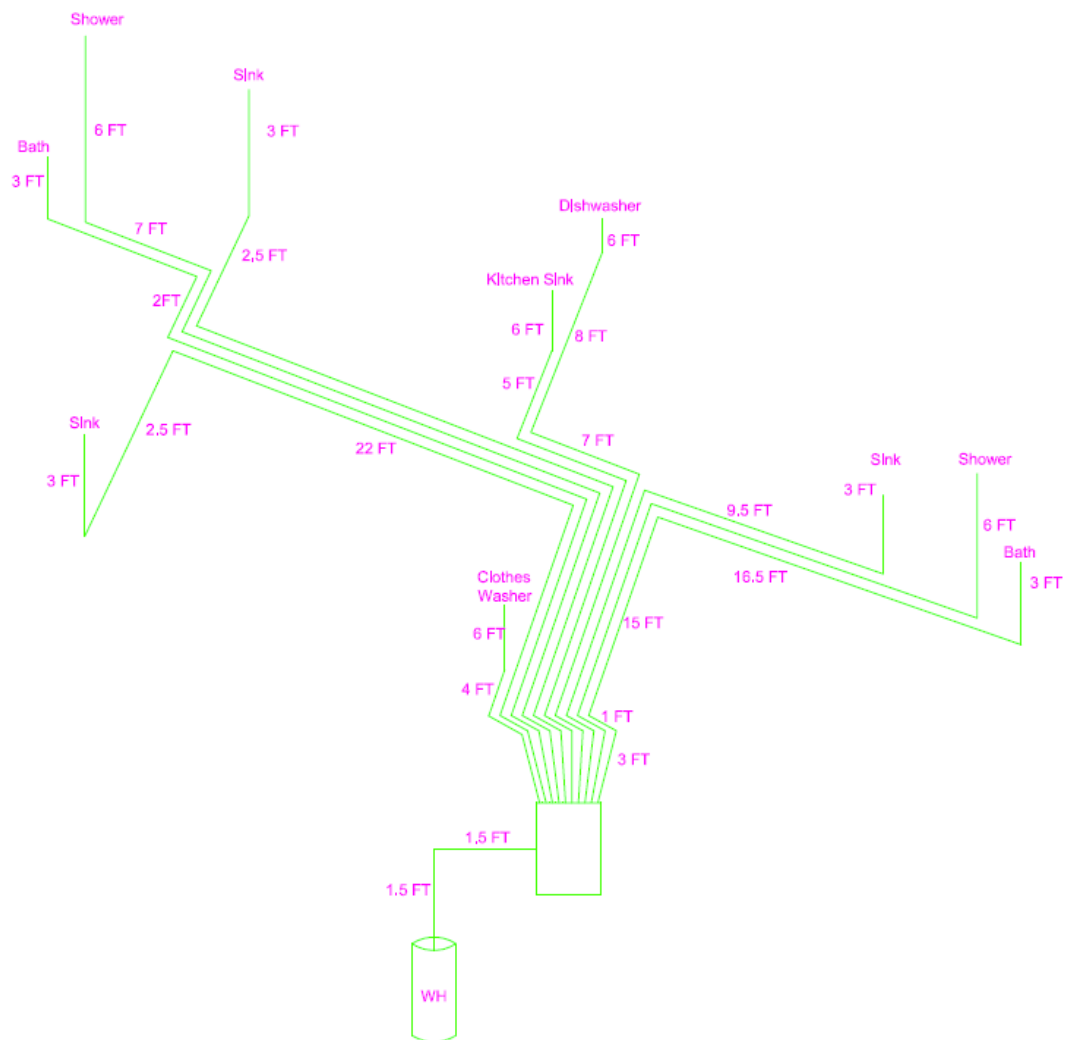 Shower
Sink
6 FT
3 FT
Bath
3 FT
7 FT
Dishwasher
6 FT
2.5 FT
Kitchen Sink
2FT
6 FT
8 FT
5 FT
Sink
2.5 FT
22 FT
7 FT
Sink
Shower
3 FT
3 FT
9.5 FT
6 FT
Bath
16.5 FT
3 FT
Clothes
Washer
15 FT
6 FT
4 FT
1 FT
3 FT
1.5 FT
1.5 FT
WH